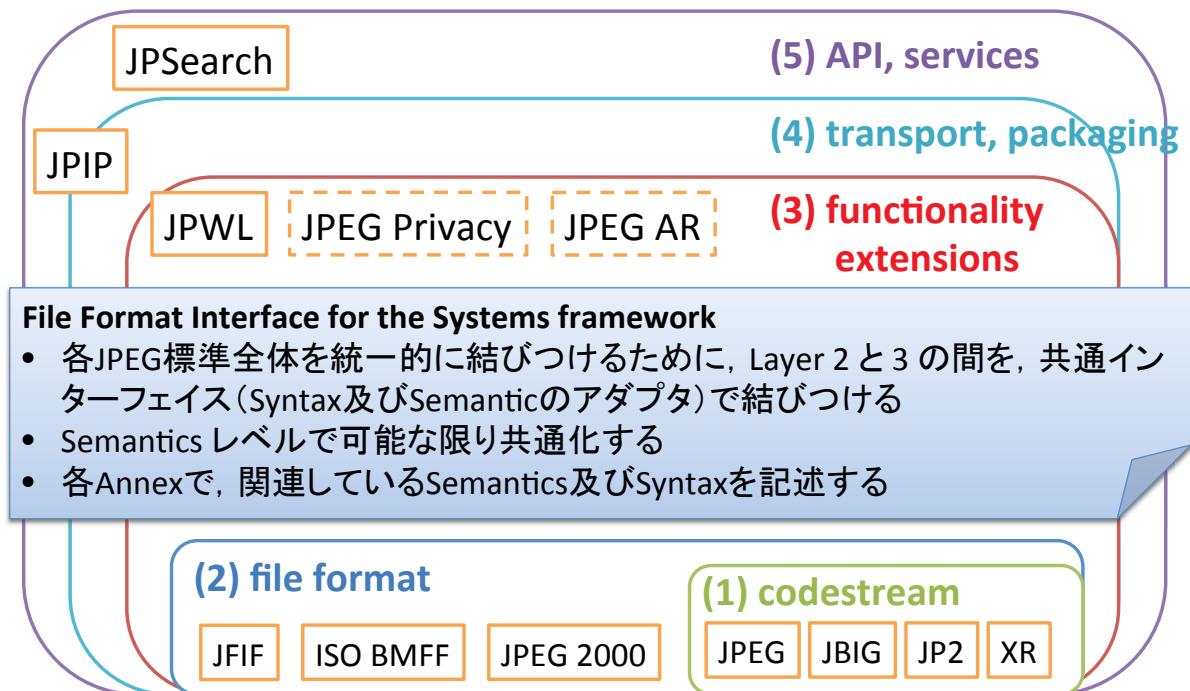 JPSearch
(5) API, services
(4) transport, packaging
JPIP
JPWL
JPEG Privacy
JPEG AR
(3) functionality
extensions
File Format Interface for the Systems framework
• 各JPEG標準全体を統一的に結びつけるために，Layer 2 と 3 の間を，共通イン
ターフェイス（Syntax及びSemanticのアダプタ）で結びつける
• Semantics レベルで可能な限り共通化する
• 各Annexで，関連しているSemantics及びSyntaxを記述する
(2) file format
(1) codestream
JFIF
ISO BMFF
JPEG 2000
JPEG
JBIG
JP2
XR